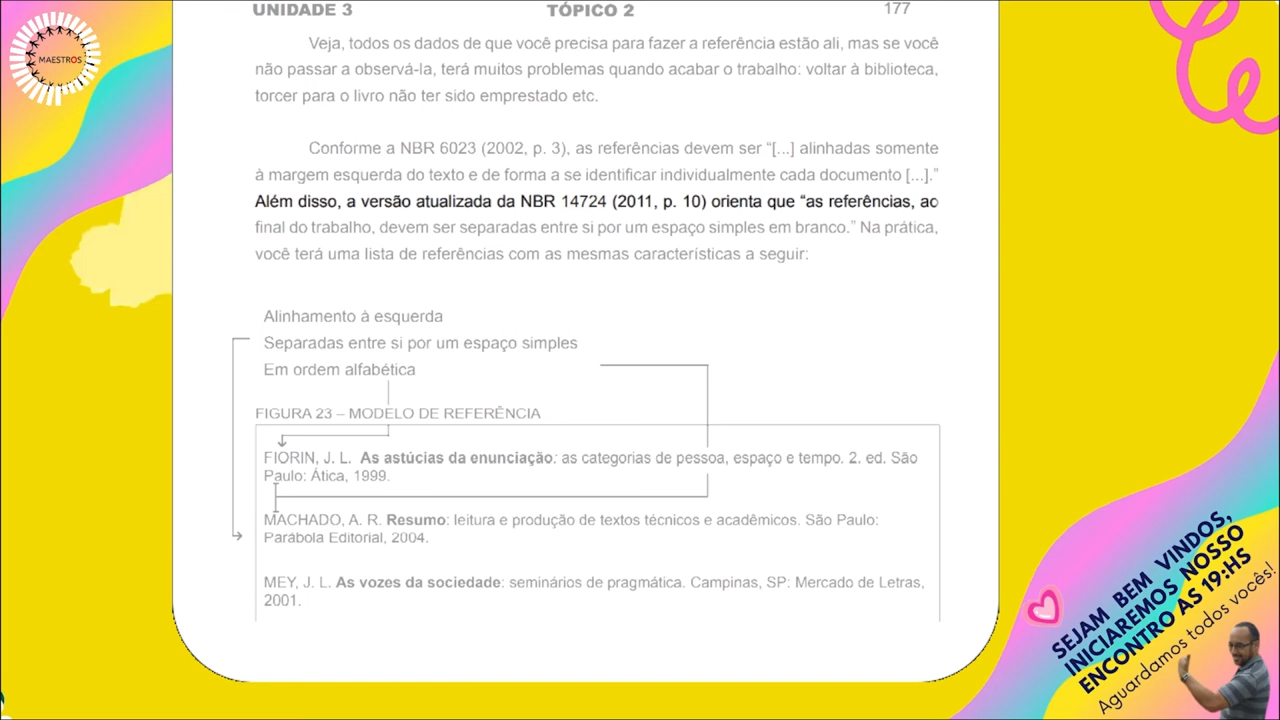 UNIDADE 3 TÓPICO 2 177
MAESTROS
Veja, todos os dados de que você precisa para fazer a referência estão ali, mas se você
não passar a observá-la, terá muitos problemas quando acabar o trabalho: voltar à biblioteca,
torcer para o livro não ter sido emprestado etc.
Conforme a NBR 6023 (2002, p. 3), as referências devem ser “[...] alinhadas somente
à margem esquerda do texto e de forma a se identificar individualmente cada documento [...].”
Além disso, a versão atualizada da NBR 14724 (2011, p. 10) orienta que “as referências, ao
final do trabalho, devem ser separadas entre si por um espaço simples em branco.” Na prática,
você terá uma lista de referências com as mesmas características a seguir:
Alinhamento à esquerda
Separadas entre si por um espaço simples
Em ordem alfabética
FIGURA 23 – MODELO DE REFERÊNCIA
FIORIN, J. L. As astúcias da enunciação: as categorias de pessoa, espaço e tempo. 2. ed. São
Paulo: Ática, 1999.
MACHADO, A. R. Resumo: leitura e produção de textos técnicos e acadêmicos. São Paulo:
Parábola Editorial, 2004.
MEY, J. L. As vozes da sociedade: seminários de pragmática. Campinas, SP: Mercado de Letras,
2001.
SEJAM BEM VINDOS,
INICIAREMOS NOSSO
ENCONTRO AS 19:HS
Aguardamos todos vocês!